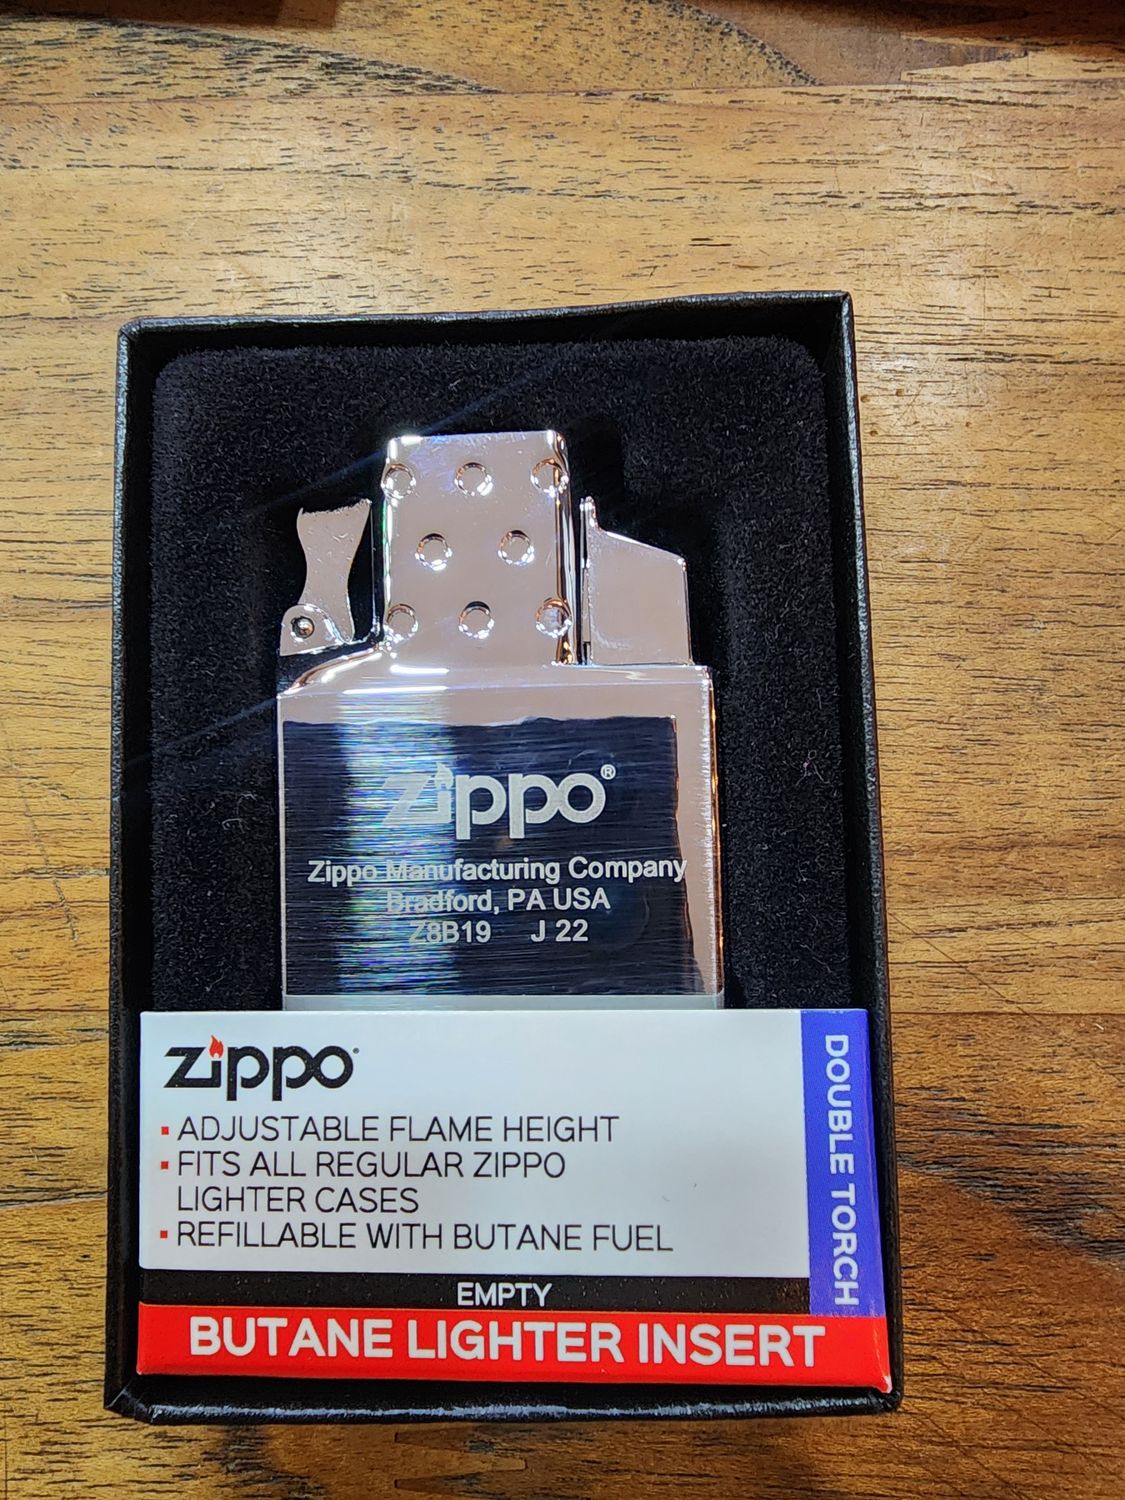 zippo®
Zippo Manufacturing Company
Bradford, PA USA
Z8B19 J 22
zippo
▪ ADJUSTABLE FLAME HEIGHT
▪ FITS ALL REGULAR ZIPPO
LIGHTER CASES
▪ REFILLABLE WITH BUTANE FUEL
DOUBLE TORCH
EMPTY
BUTANE LIGHTER INSERT